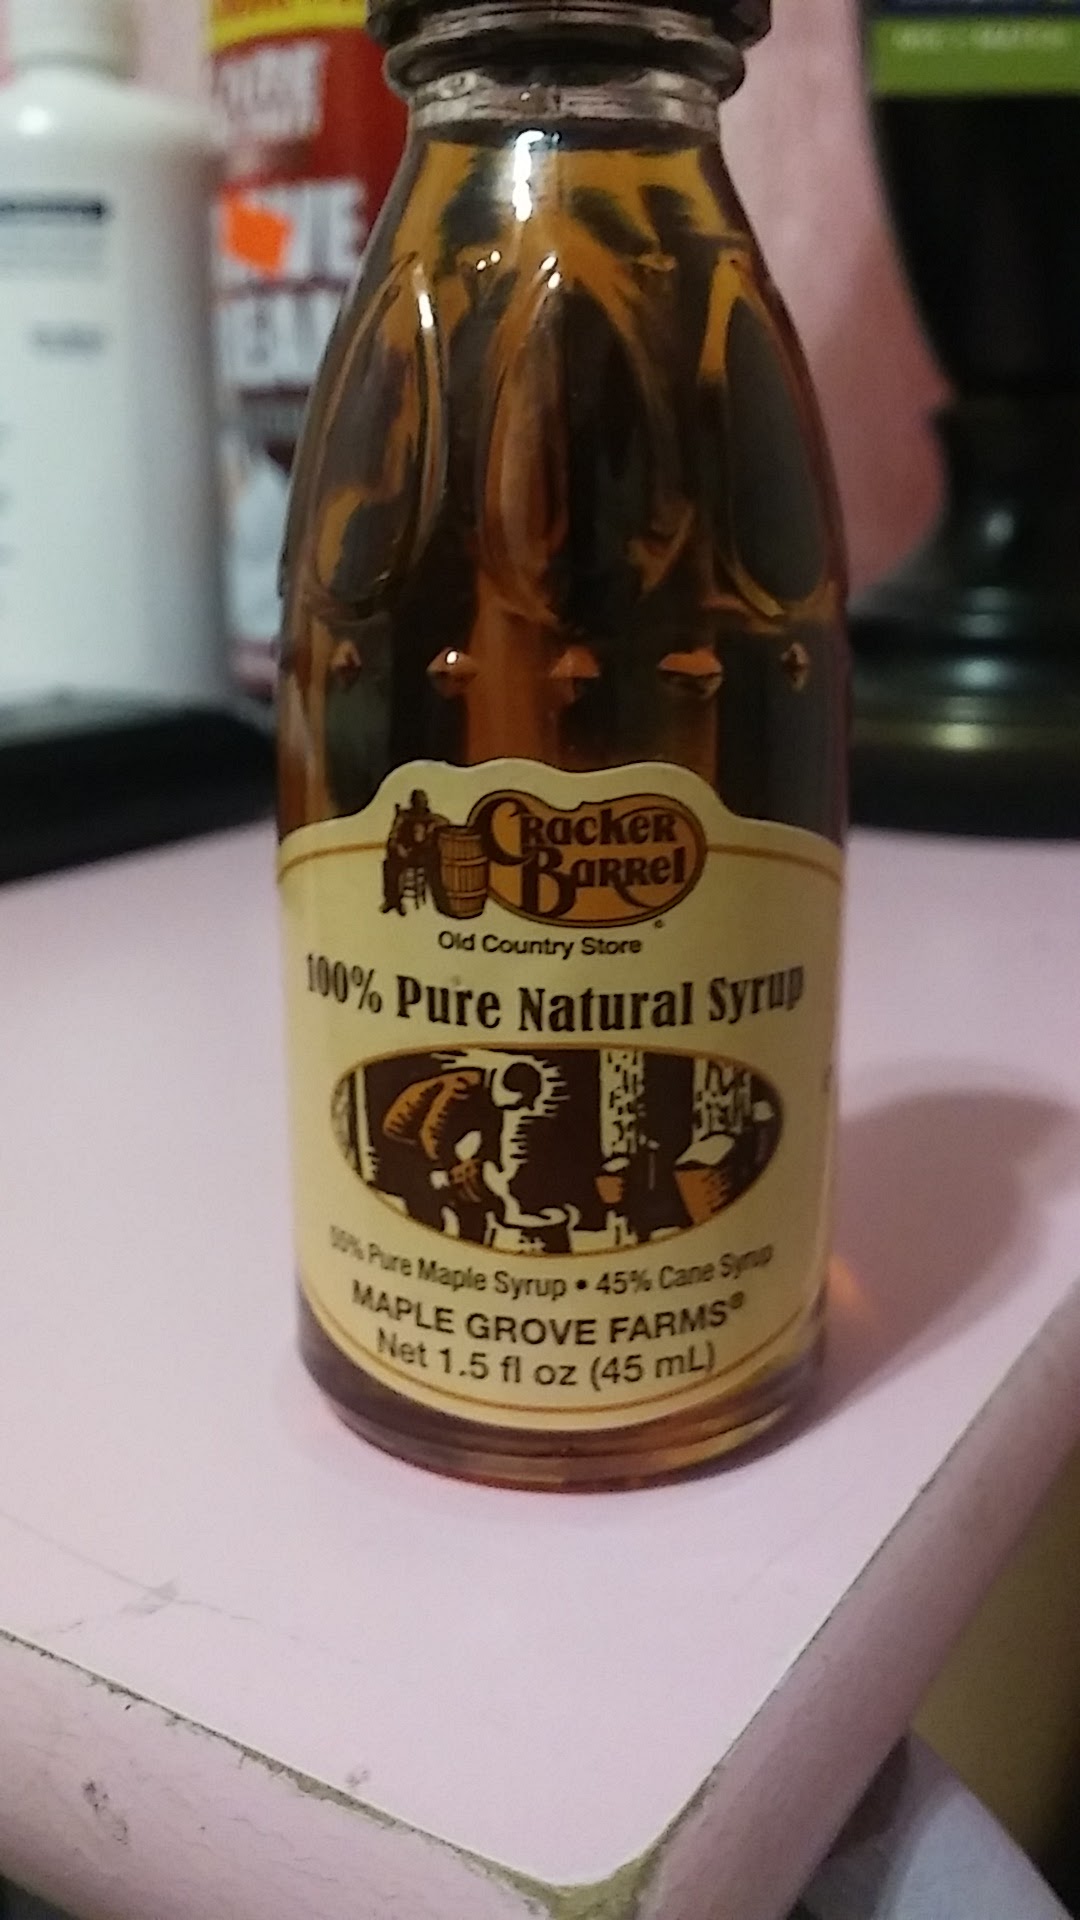 Cracker
Barrel
Old Country Store
100% Pure Natural Syrup
55% Pure Maple Syrup • 45% Cane Syrup
MAPLE GROVE FARMS®
Net 1.5 fl oz (45 mL)